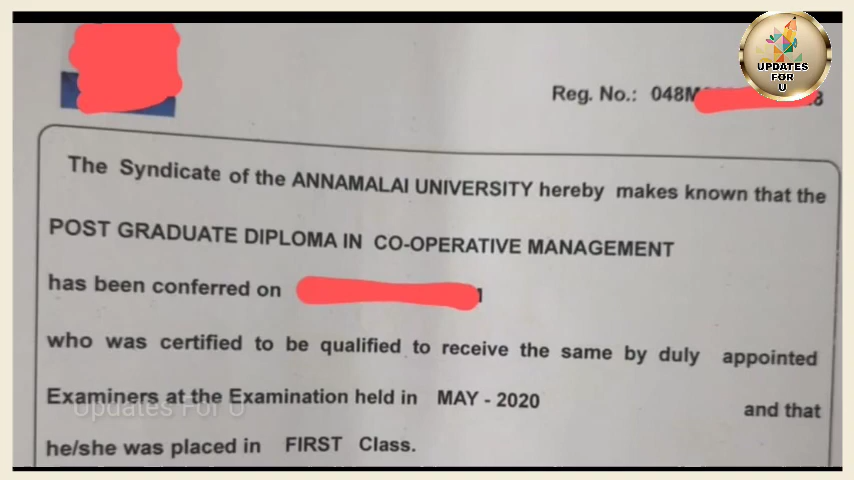 UPDATES
FOR
U
Reg. No.: 048M
The Syndicate of the ANNAMALAI UNIVERSITY hereby makes known that the
POST GRADUATE DIPLOMA IN CO-OPERATIVE MANAGEMENT
has been conferred on
who was certified to be qualified to receive the same by duly appointed
Examiners at the Examination held in MAY - 2020 and that
Updates For U
he/she was placed in FIRST Class.